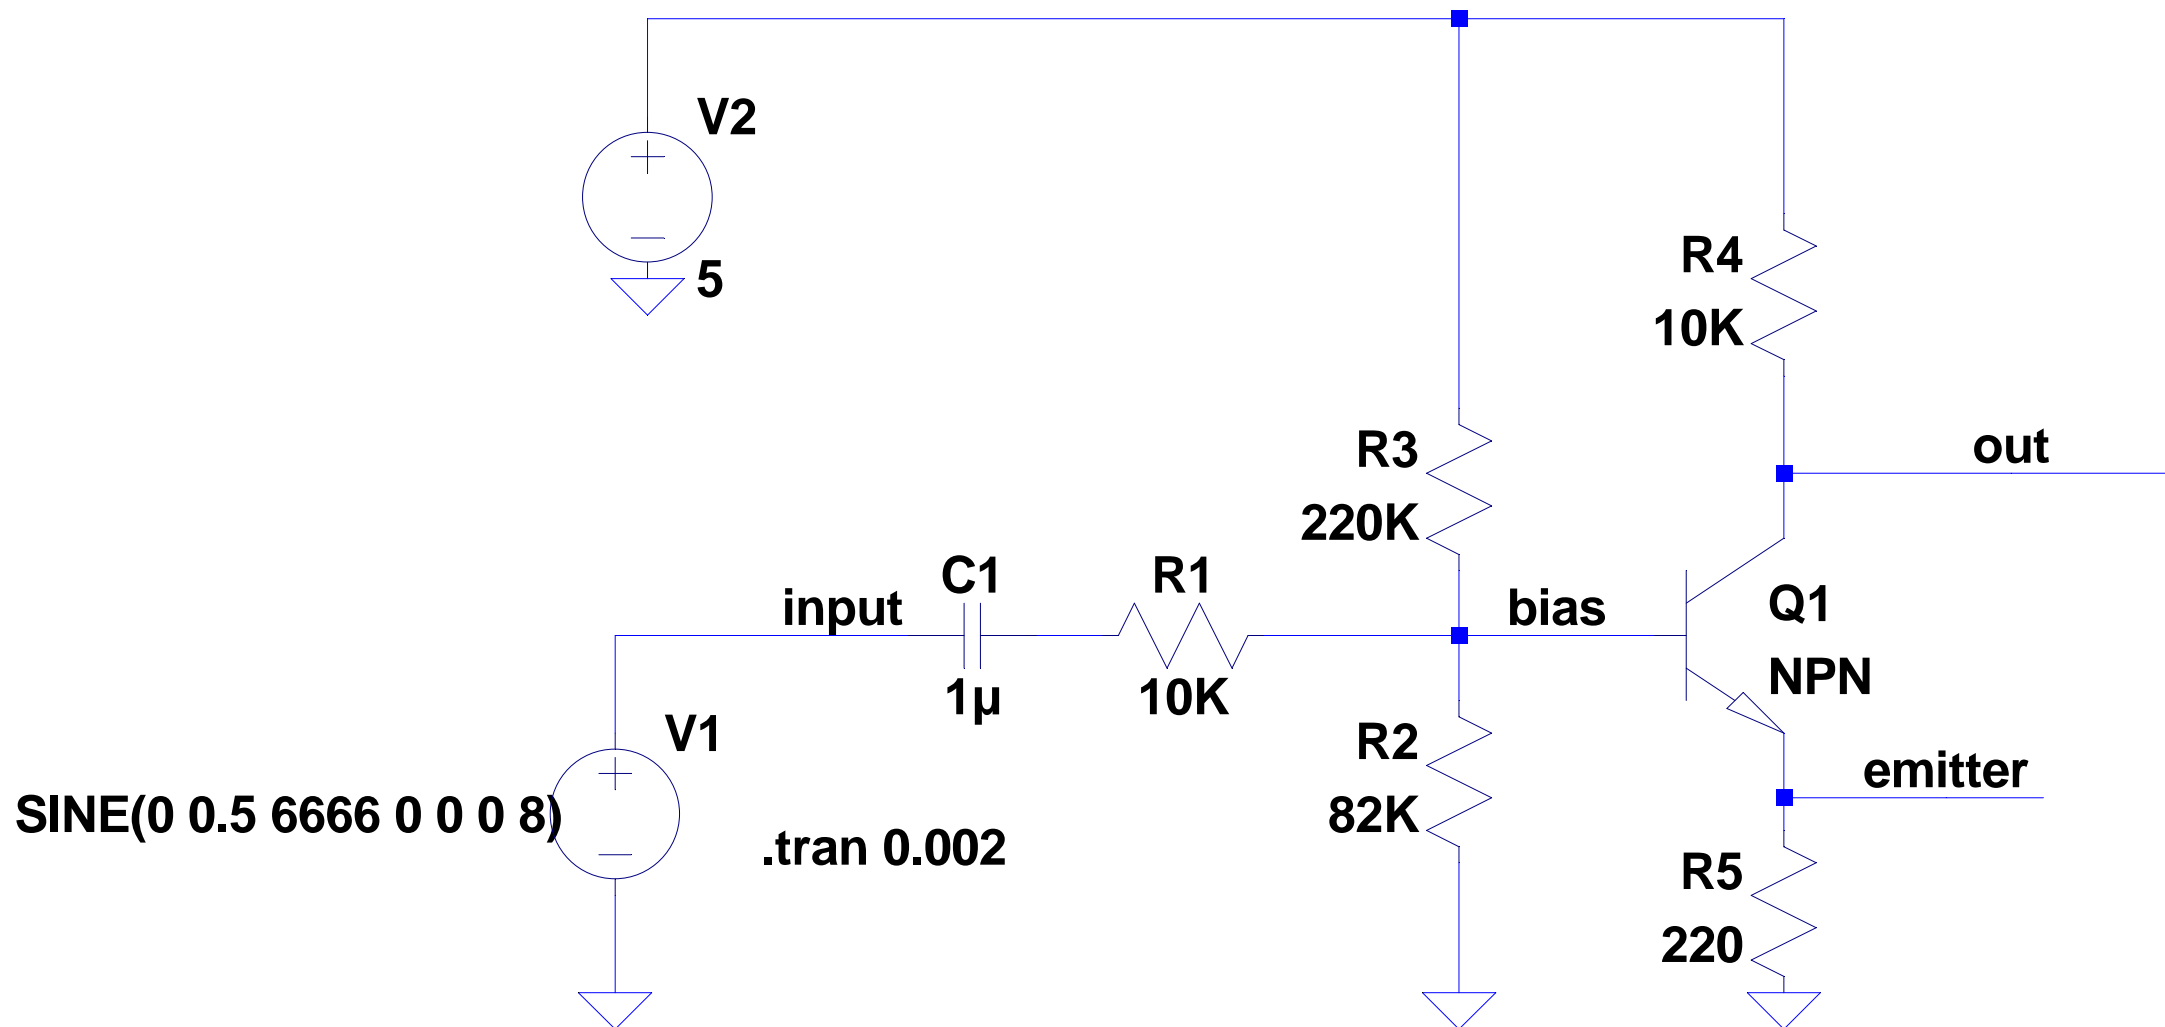 V2
5
R4
10K
R3
220K
out
C1
R1
input
bias
Q1
1µ
10K
NPN
V1
R2
82K
emitter
SINE(0 0.5 6666 0 0 0 8)
.tran 0.002
R5
220